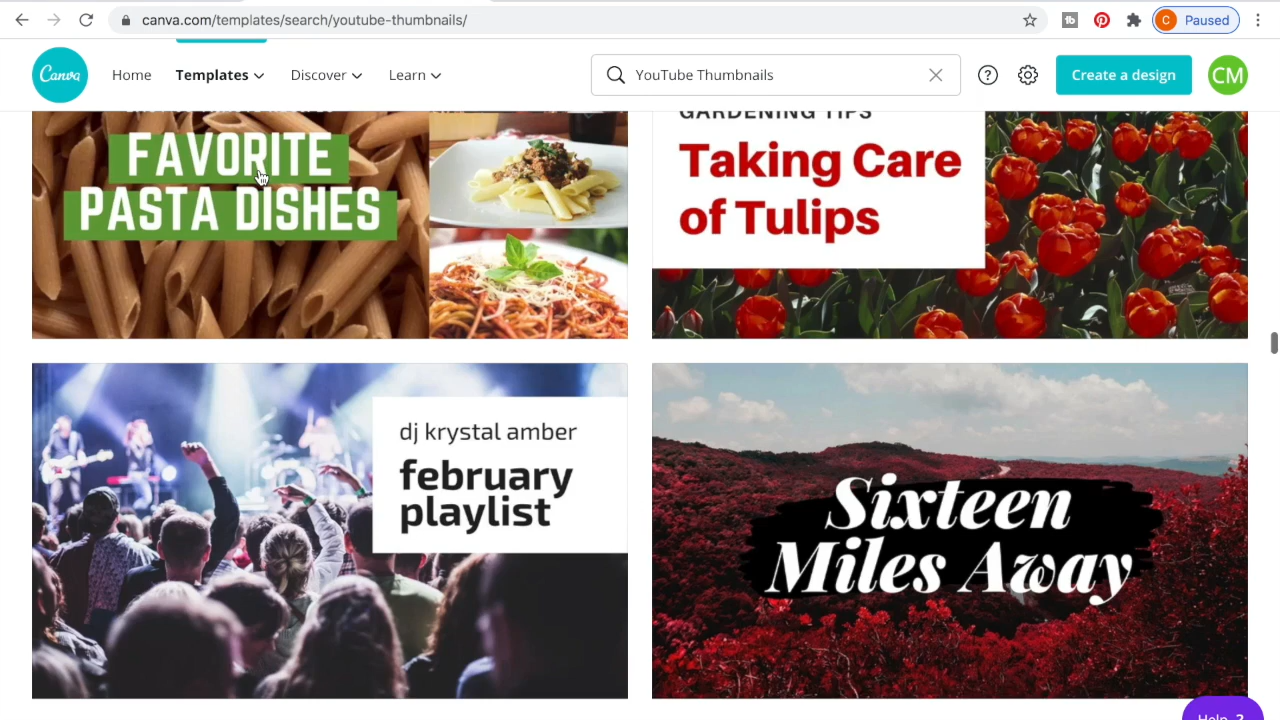 canva.com/templates/search/youtube-thumbnails/
C Paused
Canva
Home
Templates
Discover
Learn
YouTube Thumbnails
Create a design
CM
FAVORITE
PASTA DISHES
GARDENING TIPS
Taking Care
of Tulips
dj krystal amber
february
playlist
Sixteen
Miles Away
Help ?